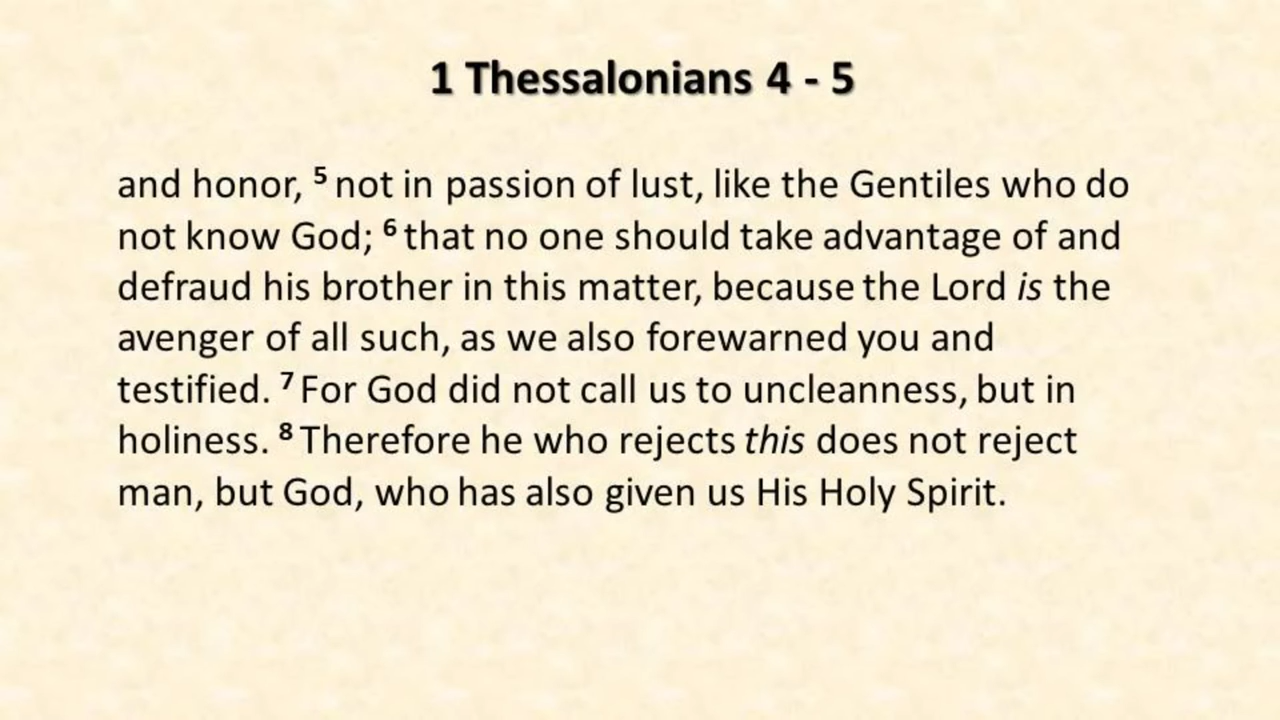 1 Thessalonians 4 - 5
and honor, ⁵ not in passion of lust, like the Gentiles who do
not know God; ⁶ that no one should take advantage of and
defraud his brother in this matter, because the Lord is the
avenger of all such, as we also forewarned you and
testified. ⁷ For God did not call us to uncleanness, but in
holiness. ⁸ Therefore he who rejects this does not reject
man, but God, who has also given us His Holy Spirit.